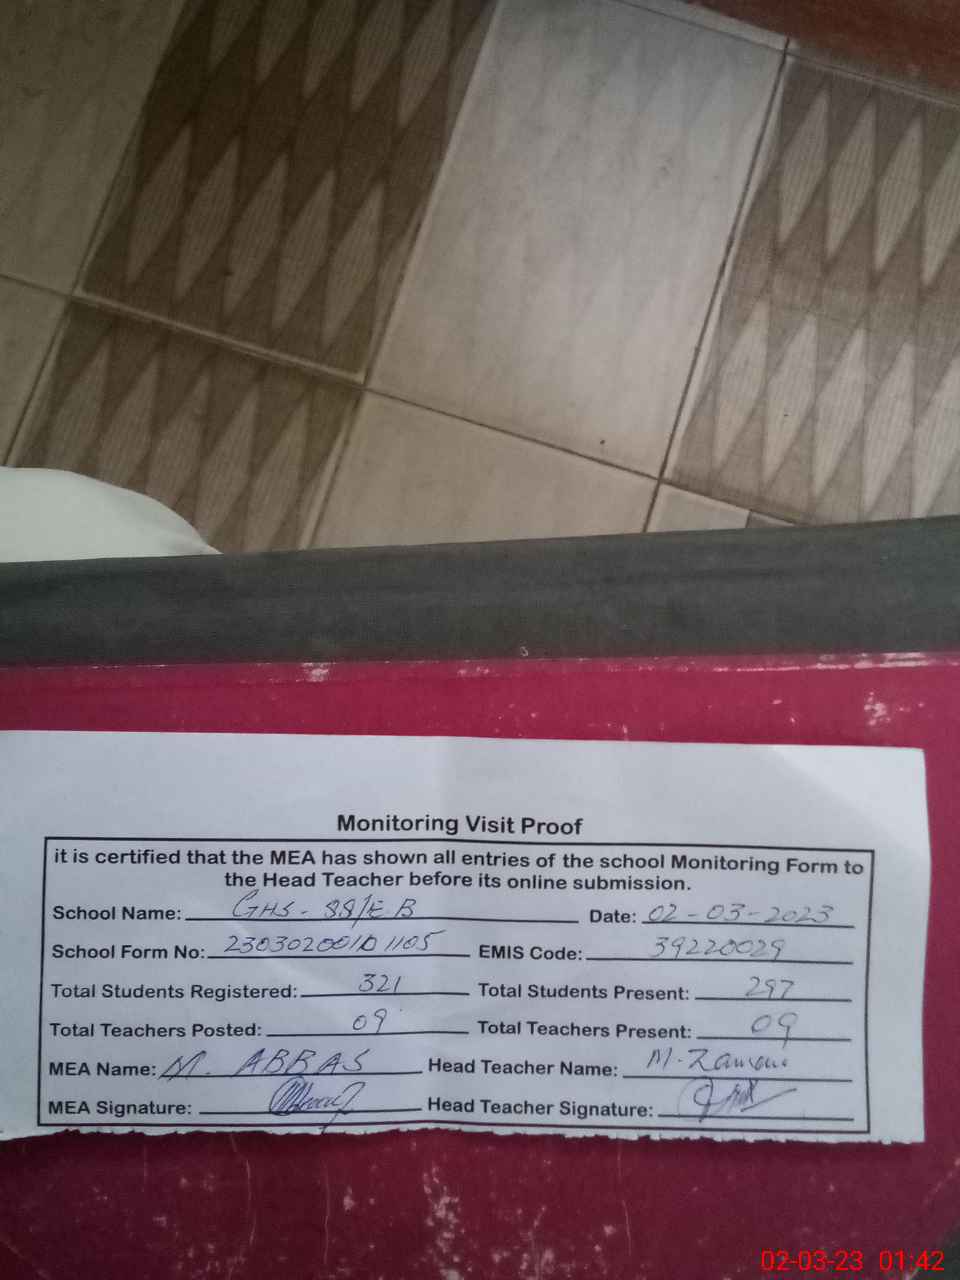 Monitoring Visit Proof
it is certified that the MEA has shown all entries of the school Monitoring Form to
the Head Teacher before its online submission.
School Name: GHS - 88/E.B Date: 02-03-2023
School Form No: 230302001D1105 EMIS Code: 39220029
Total Students Registered: 321 Total Students Present: 297
Total Teachers Posted: 09 Total Teachers Present: 09
MEA Name: M. ABBAS Head Teacher Name: M.
MEA Signature: Head Teacher Signature:
02-03-23 01:42